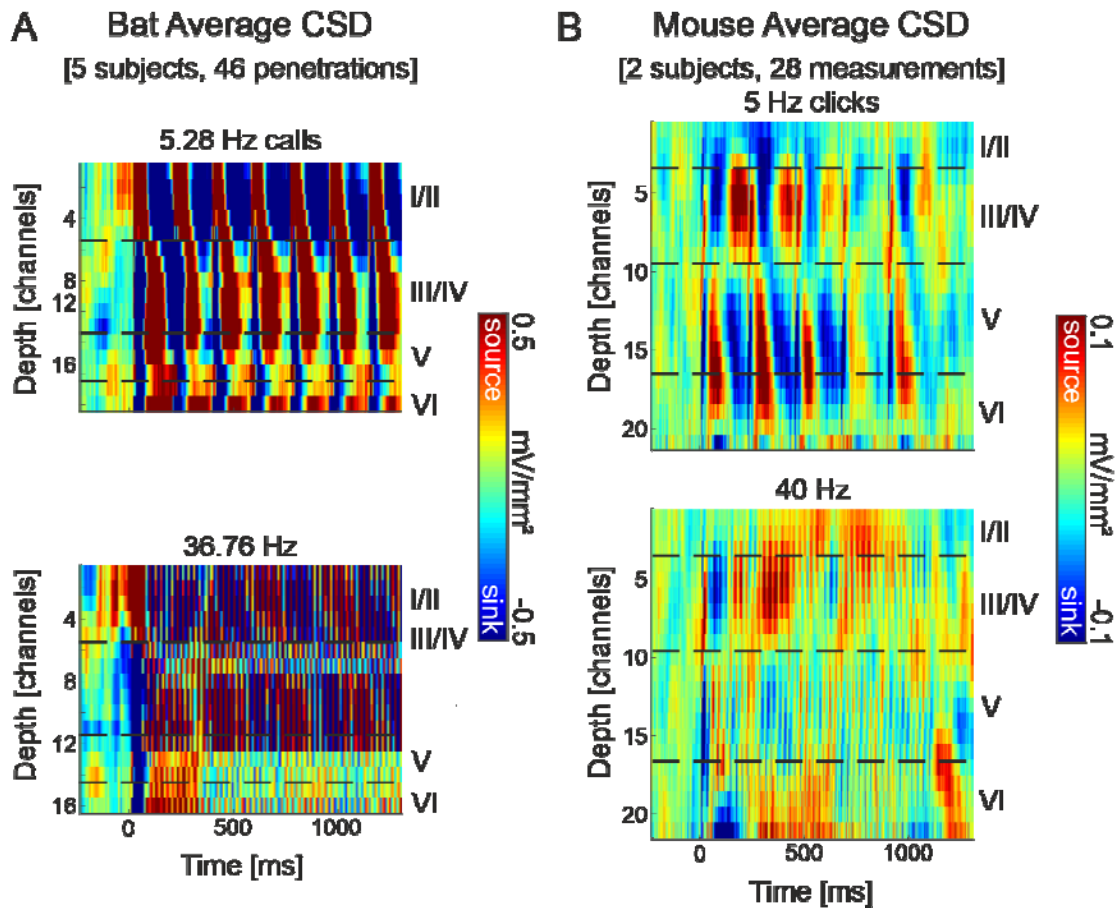 A
Bat Average CSD
[5 subjects, 46 penetrations]
5.28 Hz calls
Depth [channels]
4
8
12
16
I/II
III/IV
V
VI
36.76 Hz
Depth [channels]
4
8
12
16
I/II
III/IV
V
VI
0
500
1000
Time [ms]
0.5
source
mV/mm²
sink
-0.5
B
Mouse Average CSD
[2 subjects, 28 measurements]
5 Hz clicks
Depth [channels]
5
10
15
20
I/II
III/IV
V
VI
40 Hz
Depth [channels]
5
10
15
20
I/II
III/IV
V
VI
0
500
1000
Time [ms]
0.1
source
mV/mm²
sink
-0.1